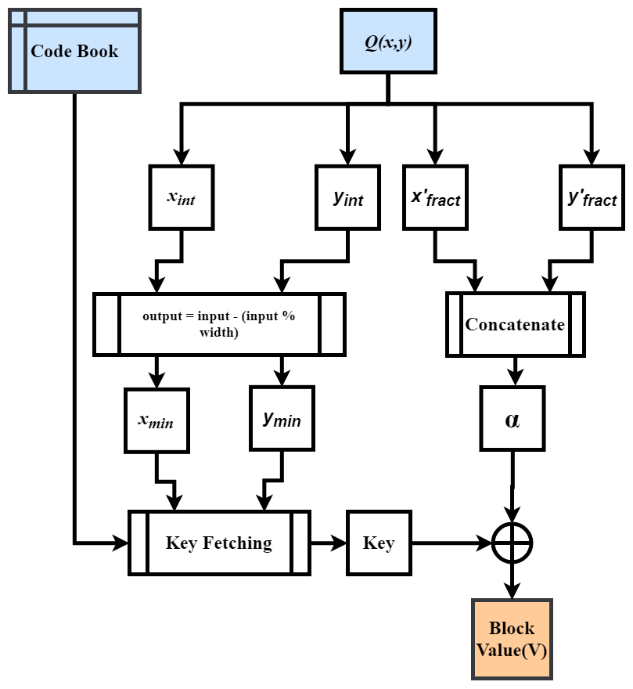 Code Book
Q(x,y)
xint
yint
x'fract
y'fract
output = input - (input %
width)
Concatenate
xmin
ymin
α
Key Fetching
Key
Block
Value(V)